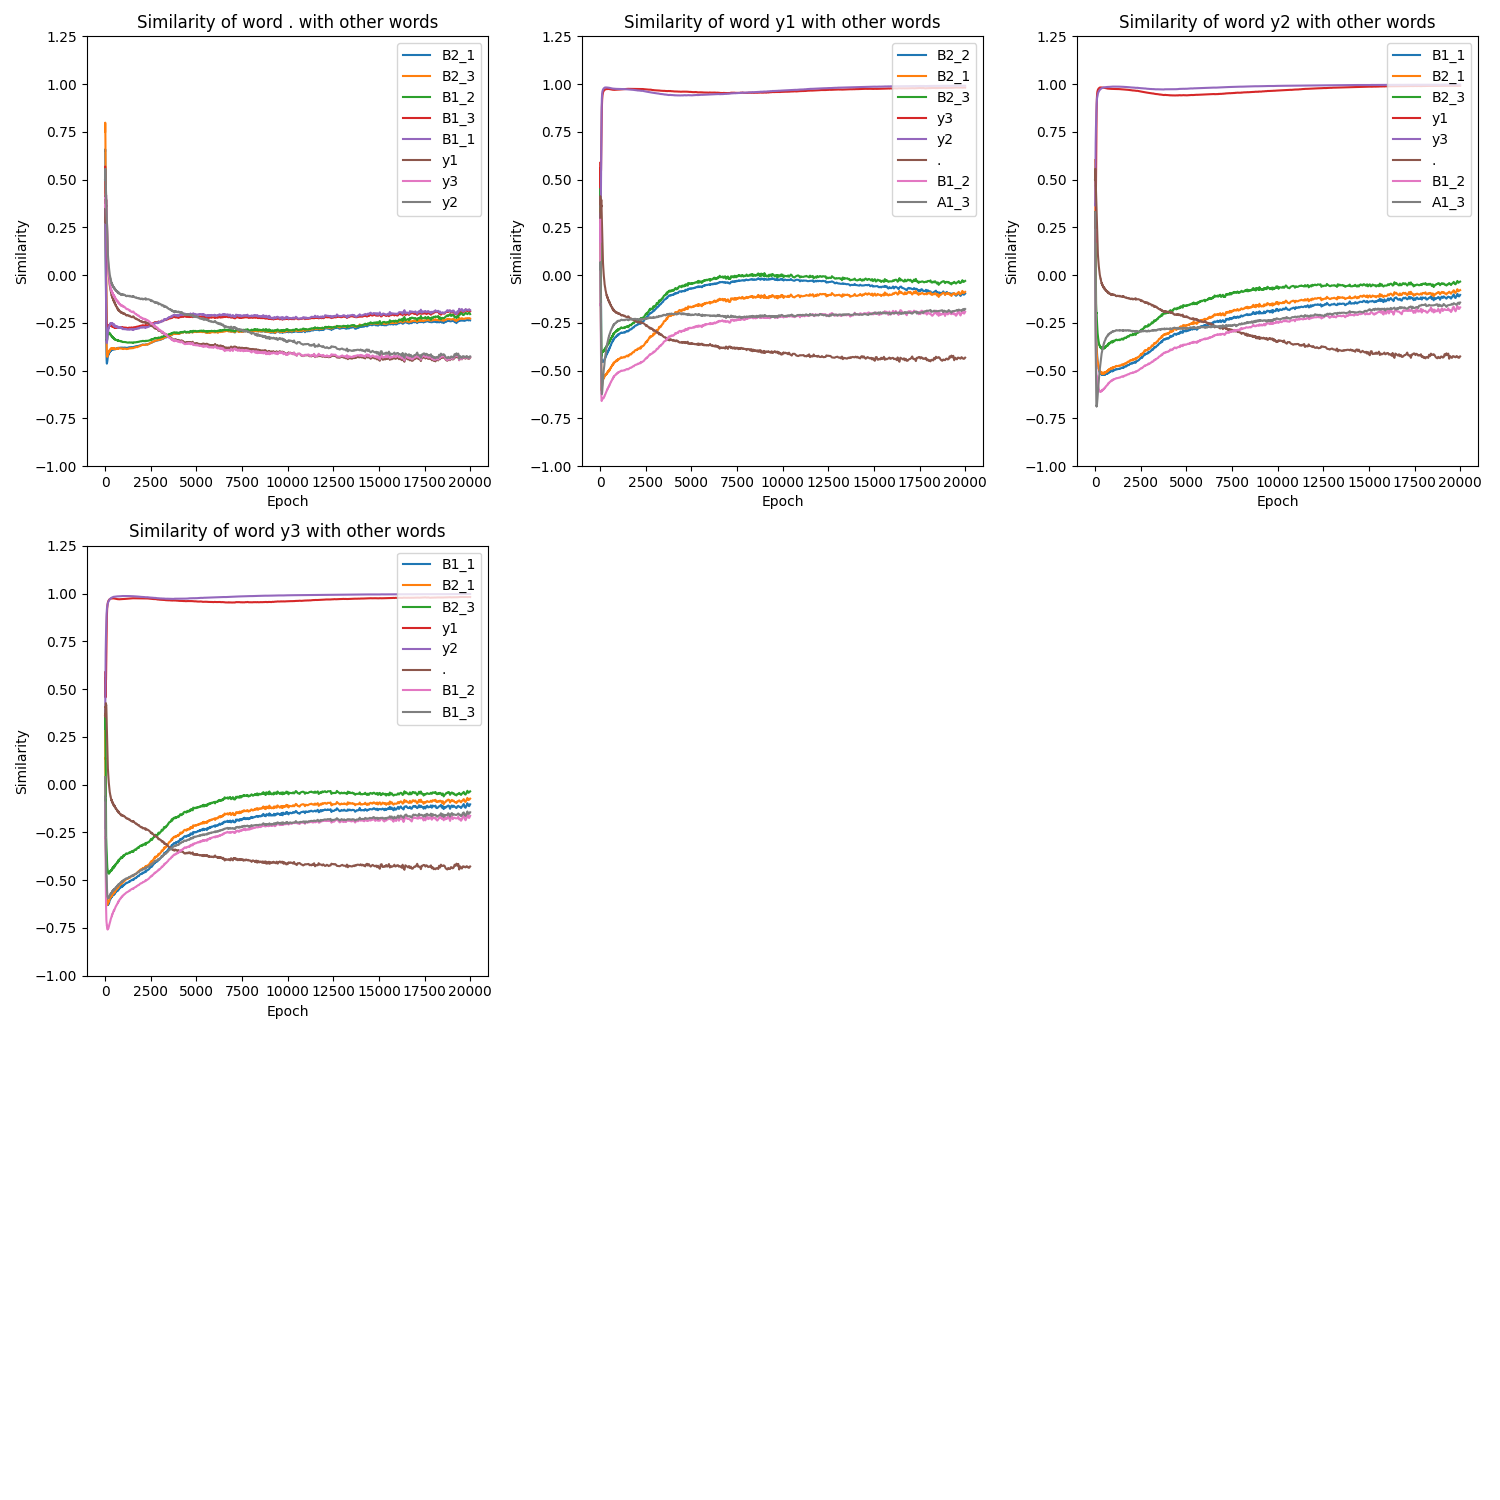 Similarity of word . with other words
Similarity
1.25
1.00
0.75
0.50
0.25
0.00
−0.25
−0.50
−0.75
−1.00
B2_1
B2_3
B1_2
B1_3
B1_1
y1
y3
y2
0 2500 5000 7500 10000 12500 15000 17500 20000
Epoch
Similarity of word y1 with other words
Similarity
1.25
1.00
0.75
0.50
0.25
0.00
−0.25
−0.50
−0.75
−1.00
B2_2
B2_1
B2_3
y3
y2
.
B1_2
A1_3
0 2500 5000 7500 10000 12500 15000 17500 20000
Epoch
Similarity of word y2 with other words
Similarity
1.25
1.00
0.75
0.50
0.25
0.00
−0.25
−0.50
−0.75
−1.00
B1_1
B2_1
B2_3
y1
y3
.
B1_2
A1_3
0 2500 5000 7500 10000 12500 15000 17500 20000
Epoch
Similarity of word y3 with other words
Similarity
1.25
1.00
0.75
0.50
0.25
0.00
−0.25
−0.50
−0.75
−1.00
B1_1
B2_1
B2_3
y1
y2
.
B1_2
B1_3
0 2500 5000 7500 10000 12500 15000 17500 20000
Epoch